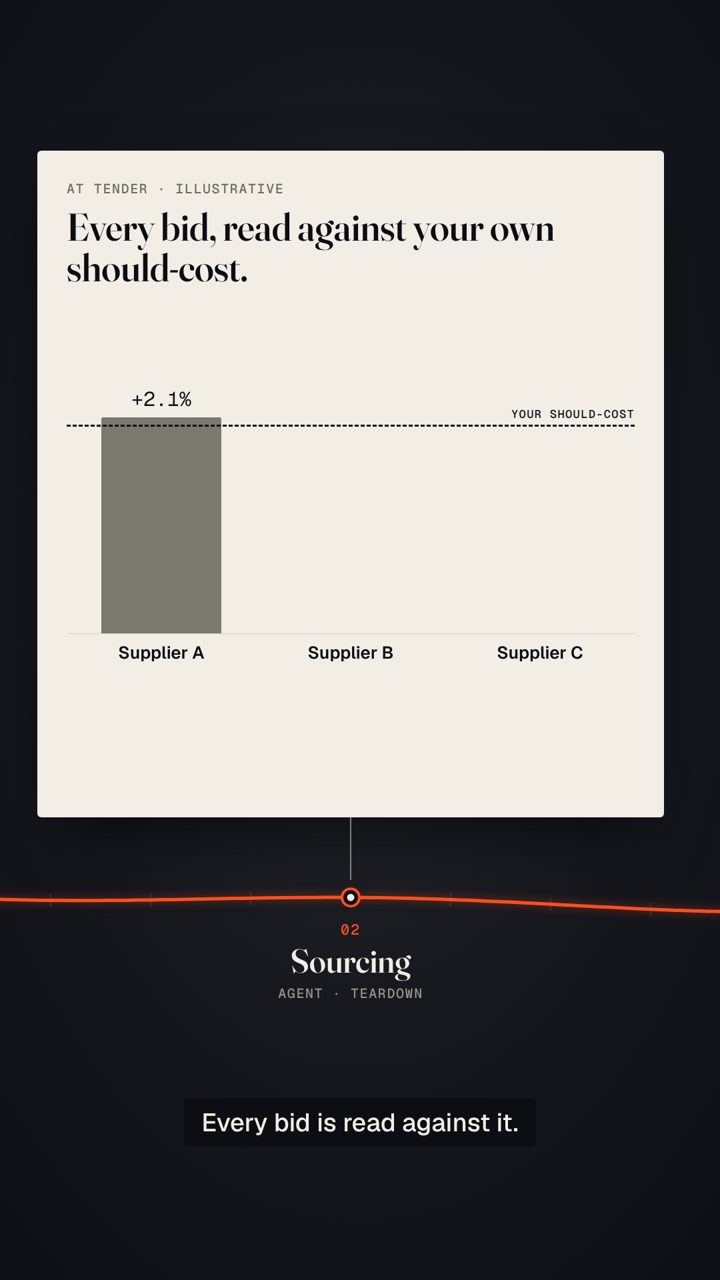 AT TENDER · ILLUSTRATIVE
Every bid, read against your own
should-cost.
+2.1%
YOUR SHOULD-COST
Supplier A
Supplier B
Supplier C
02
Sourcing
AGENT · TEARDOWN
Every bid is read against it.